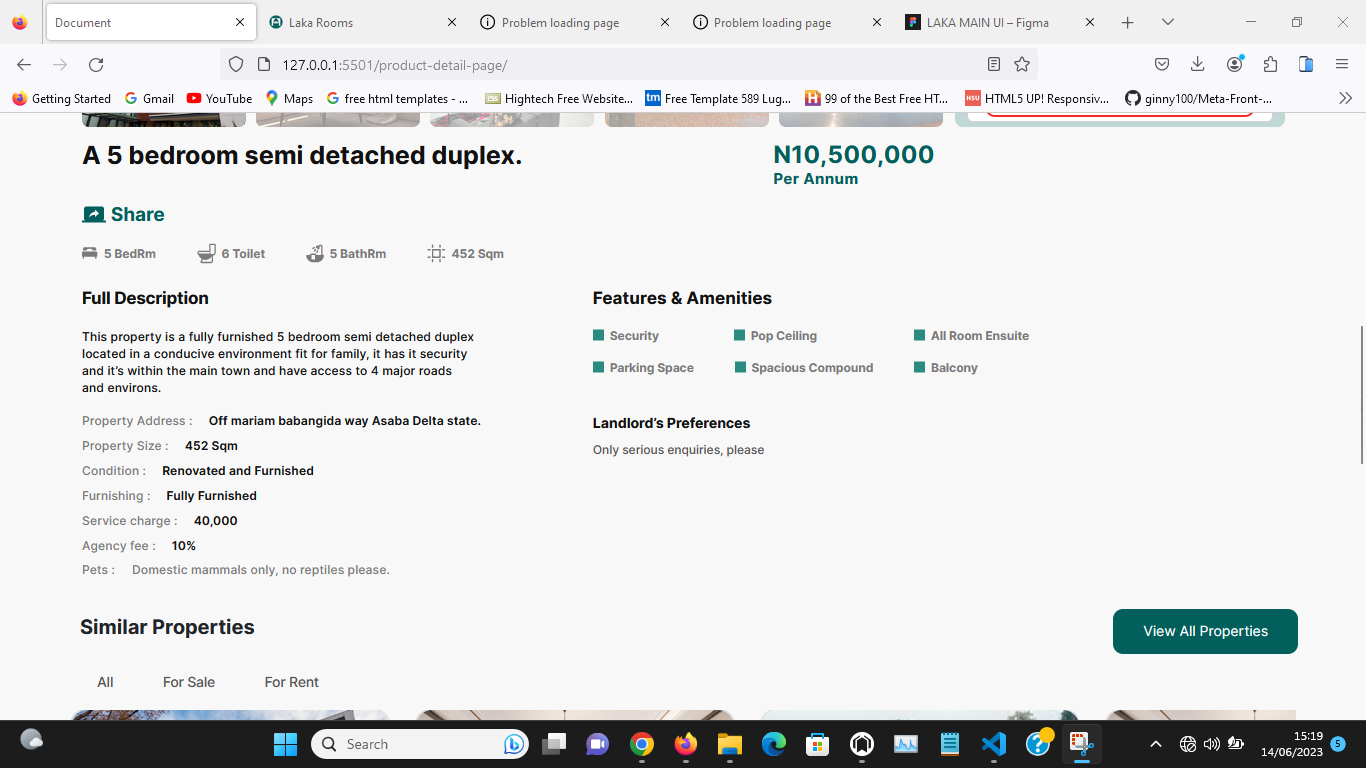 Document
Laka Rooms
Problem loading page
Problem loading page
LAKA MAIN UI – Figma
127.0.0.1:5501/product-detail-page/
Getting Started
Gmail
YouTube
Maps
free html templates - ...
CSS
Hightech Free Website...
tm
Free Template 589 Lug...
99 of the Best Free HT...
HSU
HTML5 UP! Responsiv...
ginny100/Meta-Front-...
A 5 bedroom semi detached duplex.
N10,500,000
Per Annum
Share
5 BedRm
6 Toilet
5 BathRm
452 Sqm
Full Description
This property is a fully furnished 5 bedroom semi detached duplex
located in a conducive environment fit for family, it has it security
and it’s within the main town and have access to 4 major roads
and environs.
Property Address : Off mariam babangida way Asaba Delta state.
Property Size : 452 Sqm
Condition : Renovated and Furnished
Furnishing : Fully Furnished
Service charge : 40,000
Agency fee : 10%
Pets : Domestic mammals only, no reptiles please.
Features & Amenities
Security
Pop Ceiling
All Room Ensuite
Parking Space
Spacious Compound
Balcony
Landlord’s Preferences
Only serious enquiries, please
Similar Properties
View All Properties
All
For Sale
For Rent
Search
15:19
14/06/2023
5